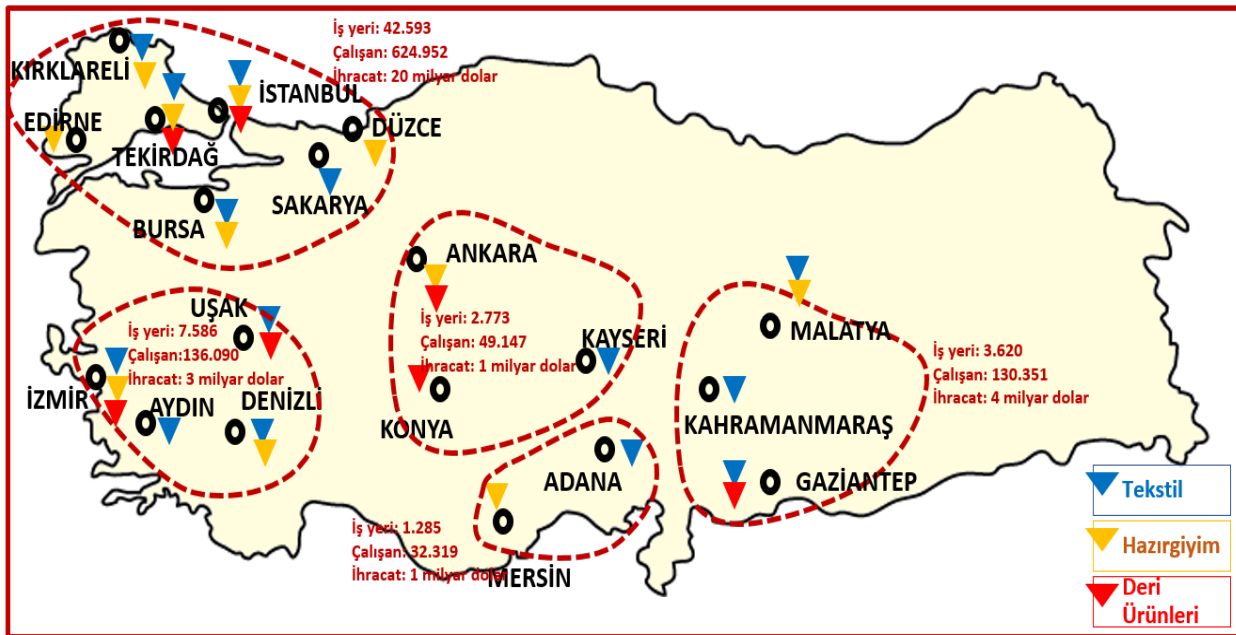 İş yeri: 42.593
Çalışan: 624.952
İhracat: 20 milyar dolar
KIRKLARELİ
İSTANBUL
EDİRNE
DÜZCE
TEKİRDAĞ
SAKARYA
BURSA
ANKARA
UŞAK
İş yeri: 7.586
Çalışan:136.090
İhracat: 3 milyar dolar
İZMİR
AYDIN
DENİZLİ
İş yeri: 2.773
Çalışan: 49.147
İhracat: 1 milyar dolar
KAYSERİ
KONYA
MALATYA
İş yeri: 3.620
Çalışan: 130.351
İhracat: 4 milyar dolar
KAHRAMANMARAŞ
GAZİANTEP
ADANA
İş yeri: 1.285
Çalışan: 32.319
İhracat: 1 milyar dolar
MERSİN
Tekstil
Hazırgiyim
Deri
Ürünleri